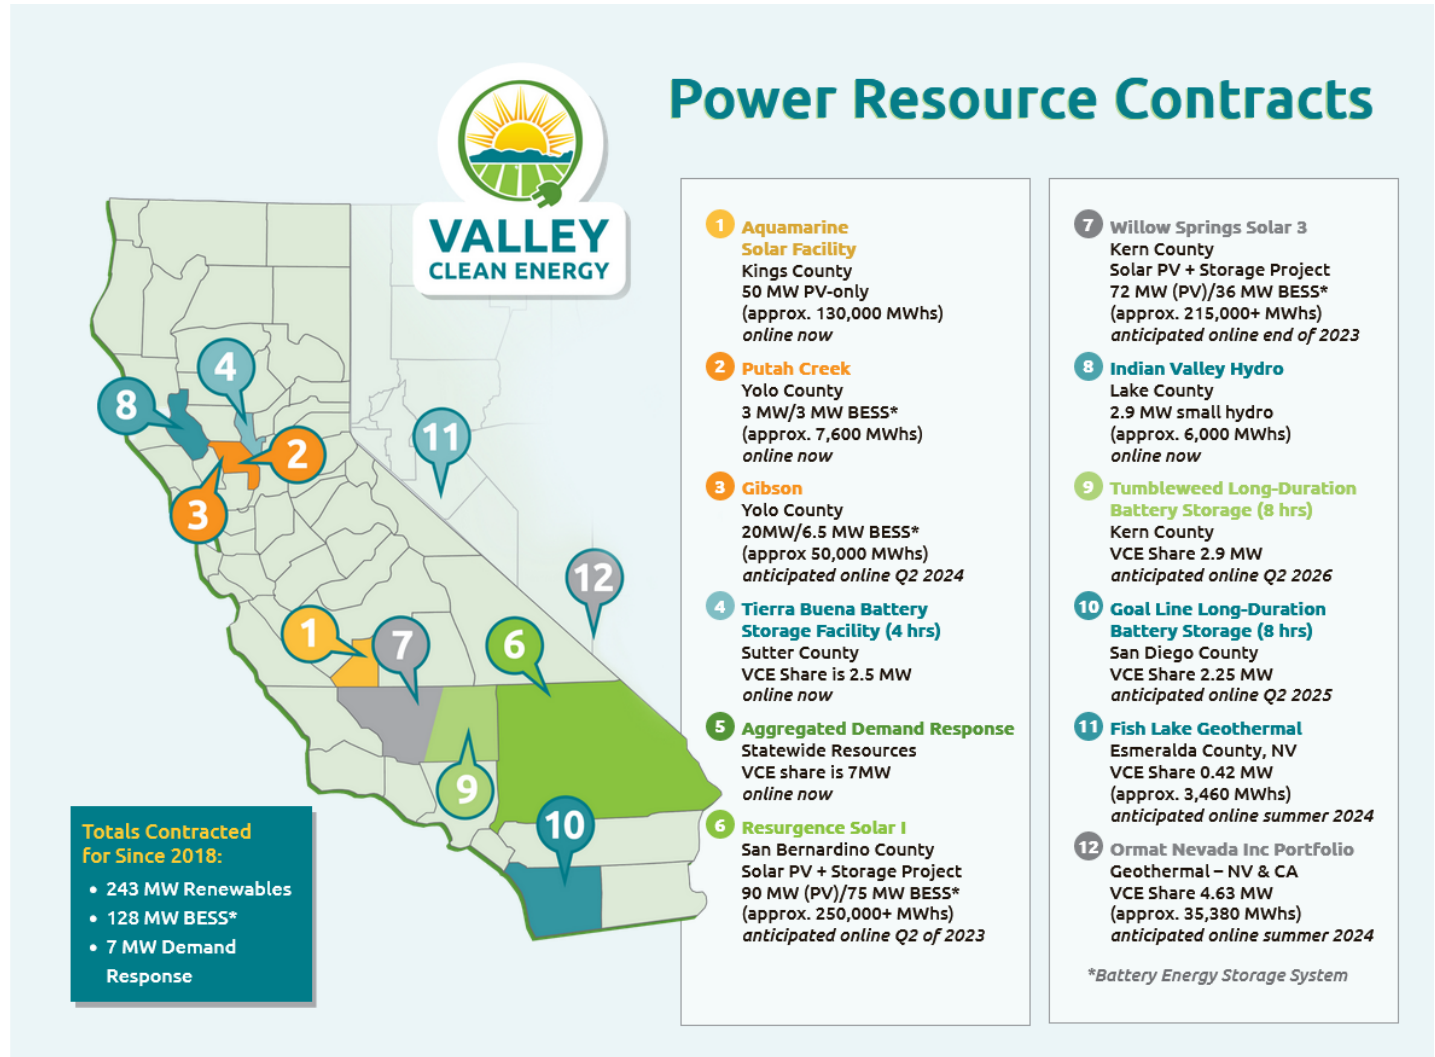 Power Resource Contracts
VALLEY
CLEAN ENERGY
1 Aquamarine
Solar Facility
Kings County
50 MW PV-only
(approx. 130,000 MWhs)
online now
2 Putah Creek
Yolo County
3 MW/3 MW BESS*
(approx. 7,600 MWhs)
online now
3 Gibson
Yolo County
20MW/6.5 MW BESS*
(approx 50,000 MWhs)
anticipated online Q2 2024
4 Tierra Buena Battery
Storage Facility (4 hrs)
Sutter County
VCE Share is 2.5 MW
online now
5 Aggregated Demand Response
Statewide Resources
VCE share is 7MW
online now
6 Resurgence Solar I
San Bernardino County
Solar PV + Storage Project
90 MW (PV)/75 MW BESS*
(approx. 250,000+ MWhs)
anticipated online Q2 of 2023
7 Willow Springs Solar 3
Kern County
Solar PV + Storage Project
72 MW (PV)/36 MW BESS*
(approx. 215,000+ MWhs)
anticipated online end of 2023
8 Indian Valley Hydro
Lake County
2.9 MW small hydro
(approx. 6,000 MWhs)
online now
9 Tumbleweed Long-Duration
Battery Storage (8 hrs)
Kern County
VCE Share 2.9 MW
anticipated online Q2 2026
10 Goal Line Long-Duration
Battery Storage (8 hrs)
San Diego County
VCE Share 2.25 MW
anticipated online Q2 2025
11 Fish Lake Geothermal
Esmeralda County, NV
VCE Share 0.42 MW
(approx. 3,460 MWhs)
anticipated online summer 2024
12 Ormat Nevada Inc Portfolio
Geothermal – NV & CA
VCE Share 4.63 MW
(approx. 35,380 MWhs)
anticipated online summer 2024
*Battery Energy Storage System
4
8
11
2
3
12
1
7
6
9
10
Totals Contracted
for Since 2018:
• 243 MW Renewables
• 128 MW BESS*
• 7 MW Demand
Response